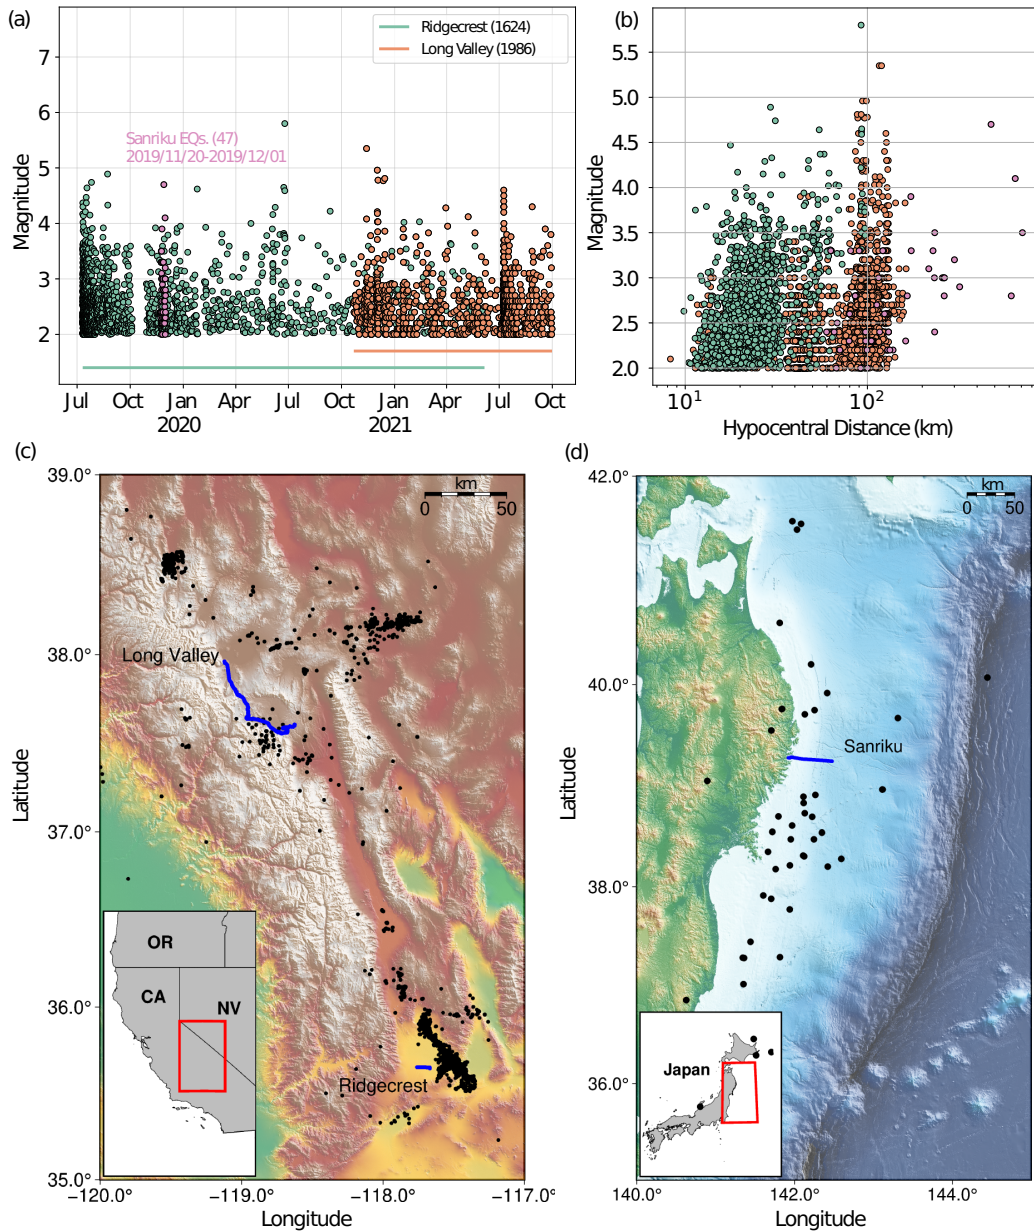 (a)
Ridgecrest (1624)
Long Valley (1986)
Sanriku EQs. (47)
2019/11/20-2019/12/01
Magnitude
7
6
5
4
3
2
Jul Oct Jan Apr Jul Oct Jan Apr Jul Oct
2020 2021
(b)
Magnitude
5.5
5.0
4.5
4.0
3.5
3.0
2.5
2.0
10¹ 10²
Hypocentral Distance (km)
(c)
39.0°
38.0°
37.0°
36.0°
35.0°
Latitude
km
0 50
Long Valley
Ridgecrest
OR
CA
NV
−120.0° −119.0° −118.0° −117.0°
Longitude
(d)
42.0°
40.0°
38.0°
36.0°
Latitude
km
0 50
Sanriku
Japan
140.0° 142.0° 144.0°
Longitude